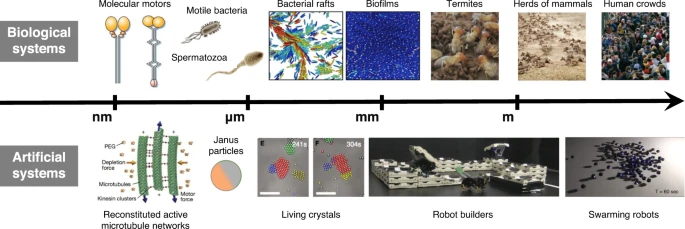 Molecular motors
Motile bacteria
Bacterial rafts
Biofilms
Termites
Herds of mammals
Human crowds
Biological
systems
Spermatozoa
nm
µm
mm
m
Artificial
systems
PEG
Depletion
force
Microtubules
Kinesin clusters
Motor
force
Janus
particles
E
241s
F
304s
T = 60 sec
Reconstituted active
microtubule networks
Living crystals
Robot builders
Swarming robots